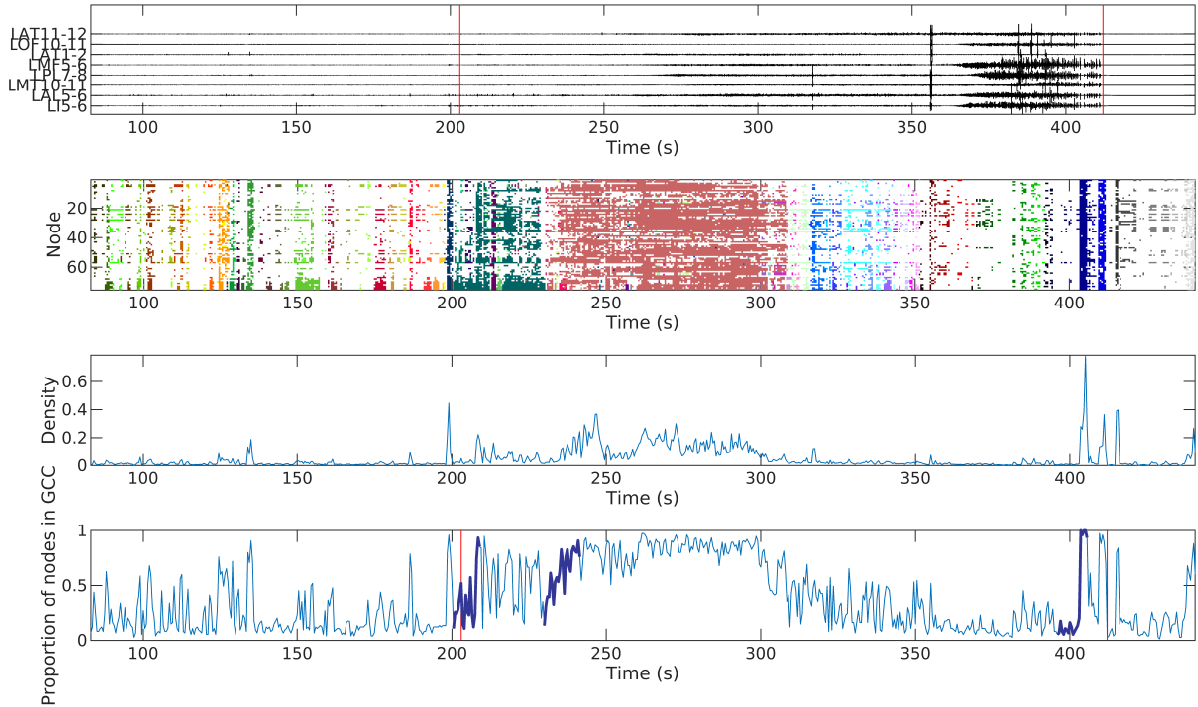 LAT11-12
LOF10-11
LAT1-2
LMF5-6
LPL7-8
LMT10-11
LAL5-6
LI5-6
100 150 200 250 300 350 400
Time (s)
Node
20
40
60
100 150 200 250 300 350 400
Time (s)
Density
0.6
0.4
0.2
0
100 150 200 250 300 350 400
Time (s)
Proportion of nodes in GCC
1
0.5
0
100 150 200 250 300 350 400
Time (s)